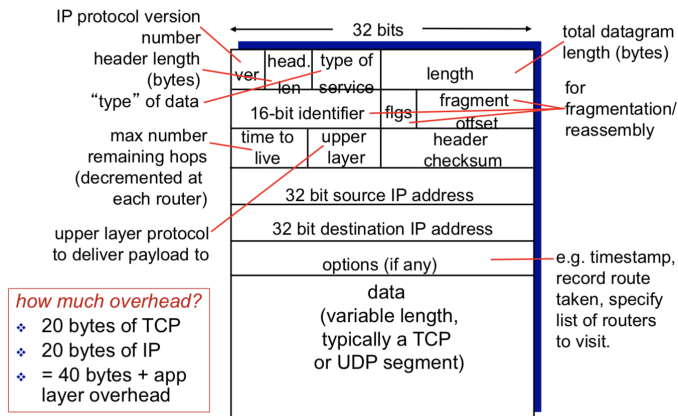 IP protocol version
number
header length
(bytes)
“type” of data
max number
remaining hops
(decremented at
each router)
upper layer protocol
to deliver payload to
how much overhead?
20 bytes of TCP
20 bytes of IP
= 40 bytes + app
layer overhead
32 bits
ver
head.
len
type of
service
length
16-bit identifier
flgs
fragment
offset
time to
live
upper
layer
header
checksum
32 bit source IP address
32 bit destination IP address
options (if any)
data
(variable length,
typically a TCP
or UDP segment)
total datagram
length (bytes)
for
fragmentation/
reassembly
e.g. timestamp,
record route
taken, specify
list of routers
to visit.